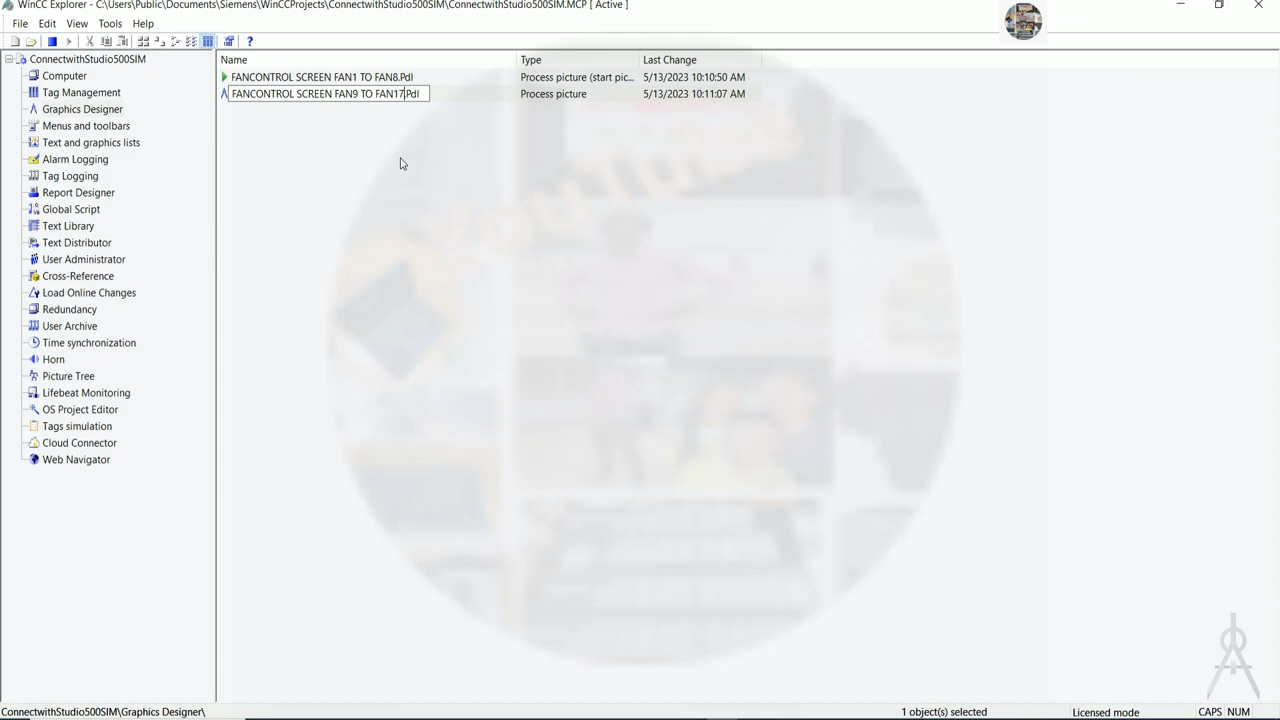 WinCC Explorer - C:\Users\Public\Documents\Siemens\WinCCProjects\ConnectwithStudio500SIM\ConnectwithStudio500SIM.MCP [ Active ]
File Edit View Tools Help
ConnectwithStudio500SIM
Computer
Tag Management
Graphics Designer
Menus and toolbars
Text and graphics lists
Alarm Logging
Tag Logging
Report Designer
Global Script
Text Library
Text Distributor
User Administrator
Cross-Reference
Load Online Changes
Redundancy
User Archive
Time synchronization
Horn
Picture Tree
Lifebeat Monitoring
OS Project Editor
Tags simulation
Cloud Connector
Web Navigator
Name Type Last Change
FANCONTROL SCREEN FAN1 TO FAN8.Pdl Process picture (start pic... 5/13/2023 10:10:50 AM
FANCONTROL SCREEN FAN9 TO FAN17.Pdl Process picture 5/13/2023 10:11:07 AM
ConnectwithStudio500SIM\Graphics Designer\ 1 object(s) selected Licensed mode CAPS NUM